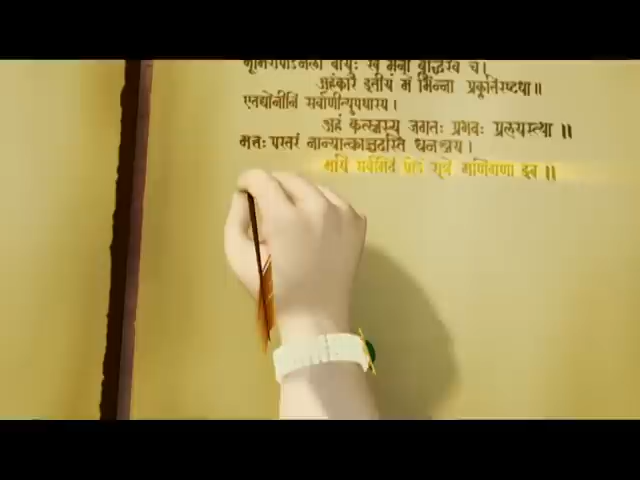 भूमिरापोऽनलो वायुः खं मनो बुद्धिरेव च।
अहंकार इतीयं मे भिन्ना प्रकृतिरष्टधा॥
एतद्योनीनि सर्वाणीत्युपधारय।
अहं कृत्स्नस्य जगतः प्रभवः प्रलयस्तथा॥
मत्तः परतरं नान्यत्किञ्चिदस्ति धनञ्जय।
मयि सर्वमिदं प्रोतं सूत्रे मणिगणा इव॥